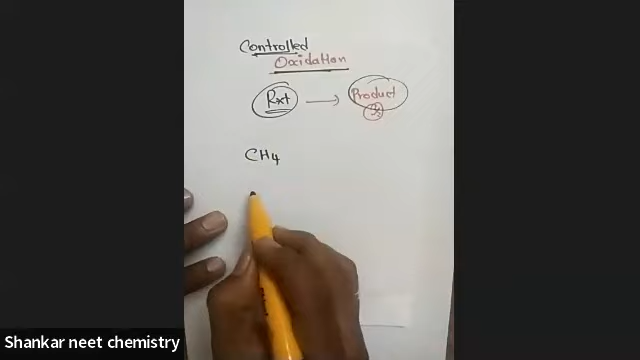 Controlled
Oxidation
Rxt → Product
CH4
Shankar neet chemistry